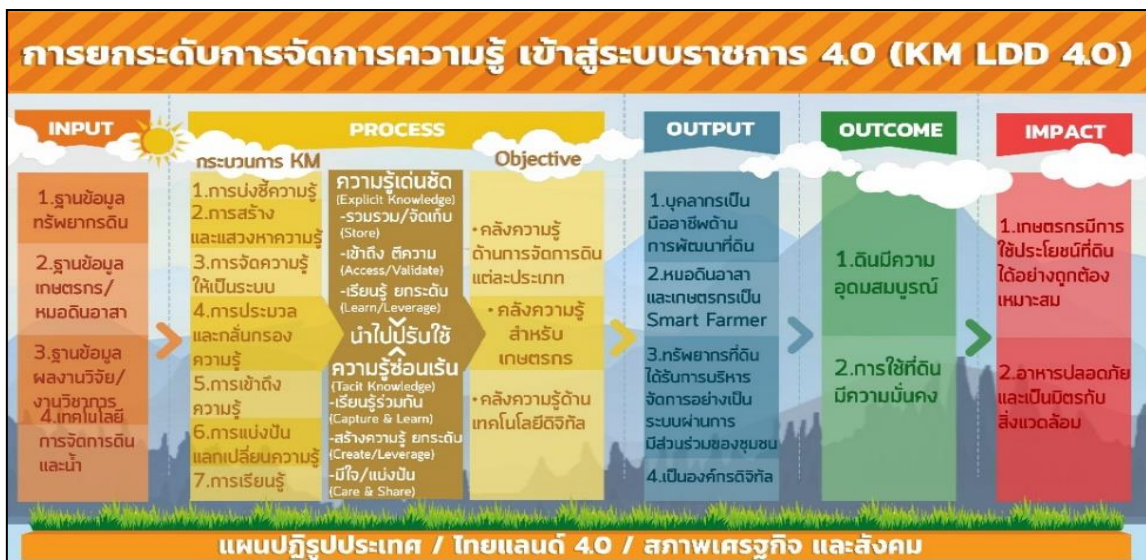 การยกระดับการจัดการความรู้ เข้าสู่ระบบราชการ 4.0 (KM LDD 4.0)
INPUT
1.ฐานข้อมูล
ทรัพยากรดิน
2.ฐานข้อมูล
เกษตรกร/
หมอดินอาสา
3.ฐานข้อมูล
ผลงานวิจัย/
งานวิชาการ
4.เทคโนโลยี
การจัดการดิน
และน้ำ
PROCESS
กระบวนการ KM
1.การบ่งชี้ความรู้
2.การสร้าง
และแสวงหาความรู้
3.การจัดความรู้
ให้เป็นระบบ
4.การประมวล
และกลั่นกรอง
ความรู้
5.การเข้าถึง
ความรู้
6.การแบ่งปัน
แลกเปลี่ยนความรู้
7.การเรียนรู้
ความรู้เด่นชัด
(Explicit Knowledge)
-รวมรวม/จัดเก็บ
(Store)
-เข้าถึง ตีความ
(Access/Validate)
-เรียนรู้ ยกระดับ
(Learn/Leverage)
นำไปปรับใช้
ความรู้ซ่อนเร้น
(Tacit Knowledge)
-เรียนรู้ร่วมกัน
(Capture & Learn)
-สร้างความรู้ ยกระดับ
(Create/Leverage)
-มีใจ/แบ่งปัน
(Care & Share)
Objective
• คลังความรู้
ด้านการจัดการดิน
แต่ละประเภท
• คลังความรู้
สำหรับ
เกษตรกร
• คลังความรู้ด้าน
เทคโนโลยีดิจิทัล
OUTPUT
1.บุคลากรเป็น
มืออาชีพด้าน
การพัฒนาที่ดิน
2.หมอดินอาสา
และเกษตรกรเป็น
Smart Farmer
3.ทรัพยากรที่ดิน
ได้รับการบริหาร
จัดการอย่างเป็น
ระบบผ่านการ
มีส่วนร่วมของชุมชน
4.เป็นองค์กรดิจิทัล
OUTCOME
1.ดินมีความ
อุดมสมบูรณ์
2.การใช้ที่ดิน
มีความมั่นคง
IMPACT
1.เกษตรกรมีการ
ใช้ประโยชน์ที่ดิน
ได้อย่างถูกต้อง
เหมาะสม
2.อาหารปลอดภัย
และเป็นมิตรกับ
สิ่งแวดล้อม
แผนปฏิรูปประเทศ / ไทยแลนด์ 4.0 / สภาพเศรษฐกิจ และสังคม